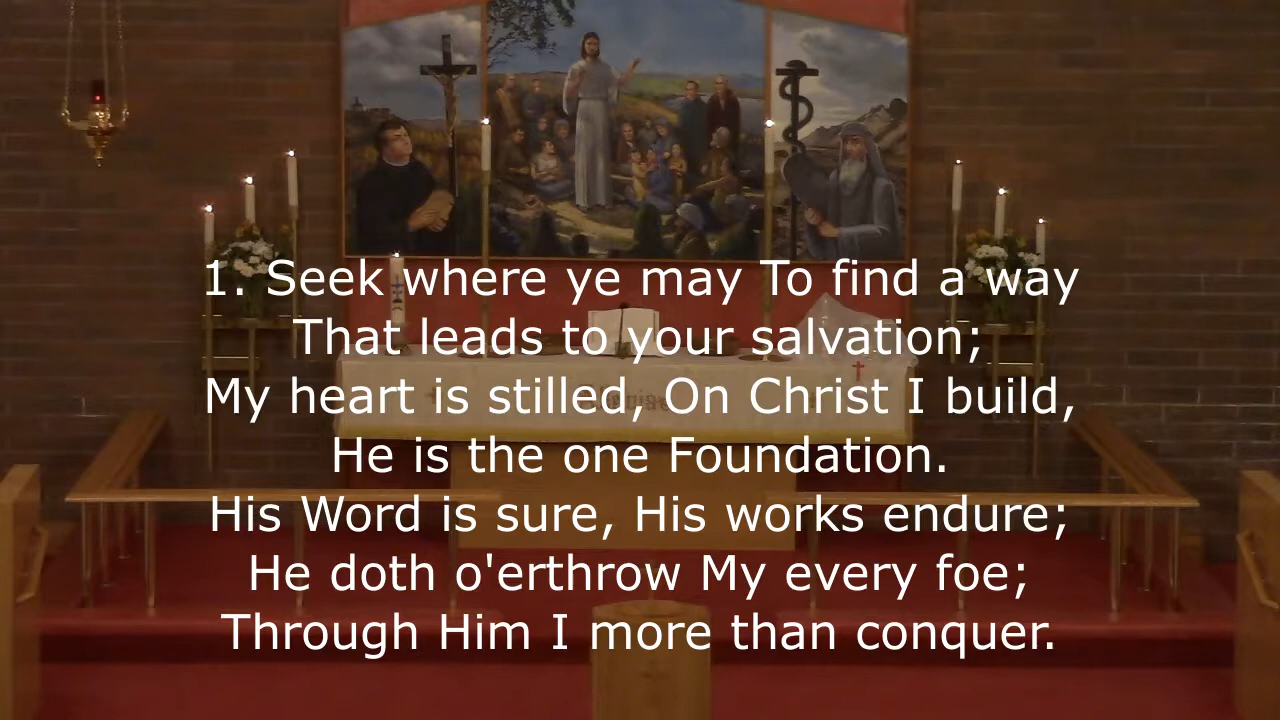 1. Seek where ye may To find a way
That leads to your salvation;
My heart is stilled, On Christ I build,
He is the one Foundation.
His Word is sure, His works endure;
He doth o'erthrow My every foe;
Through Him I more than conquer.